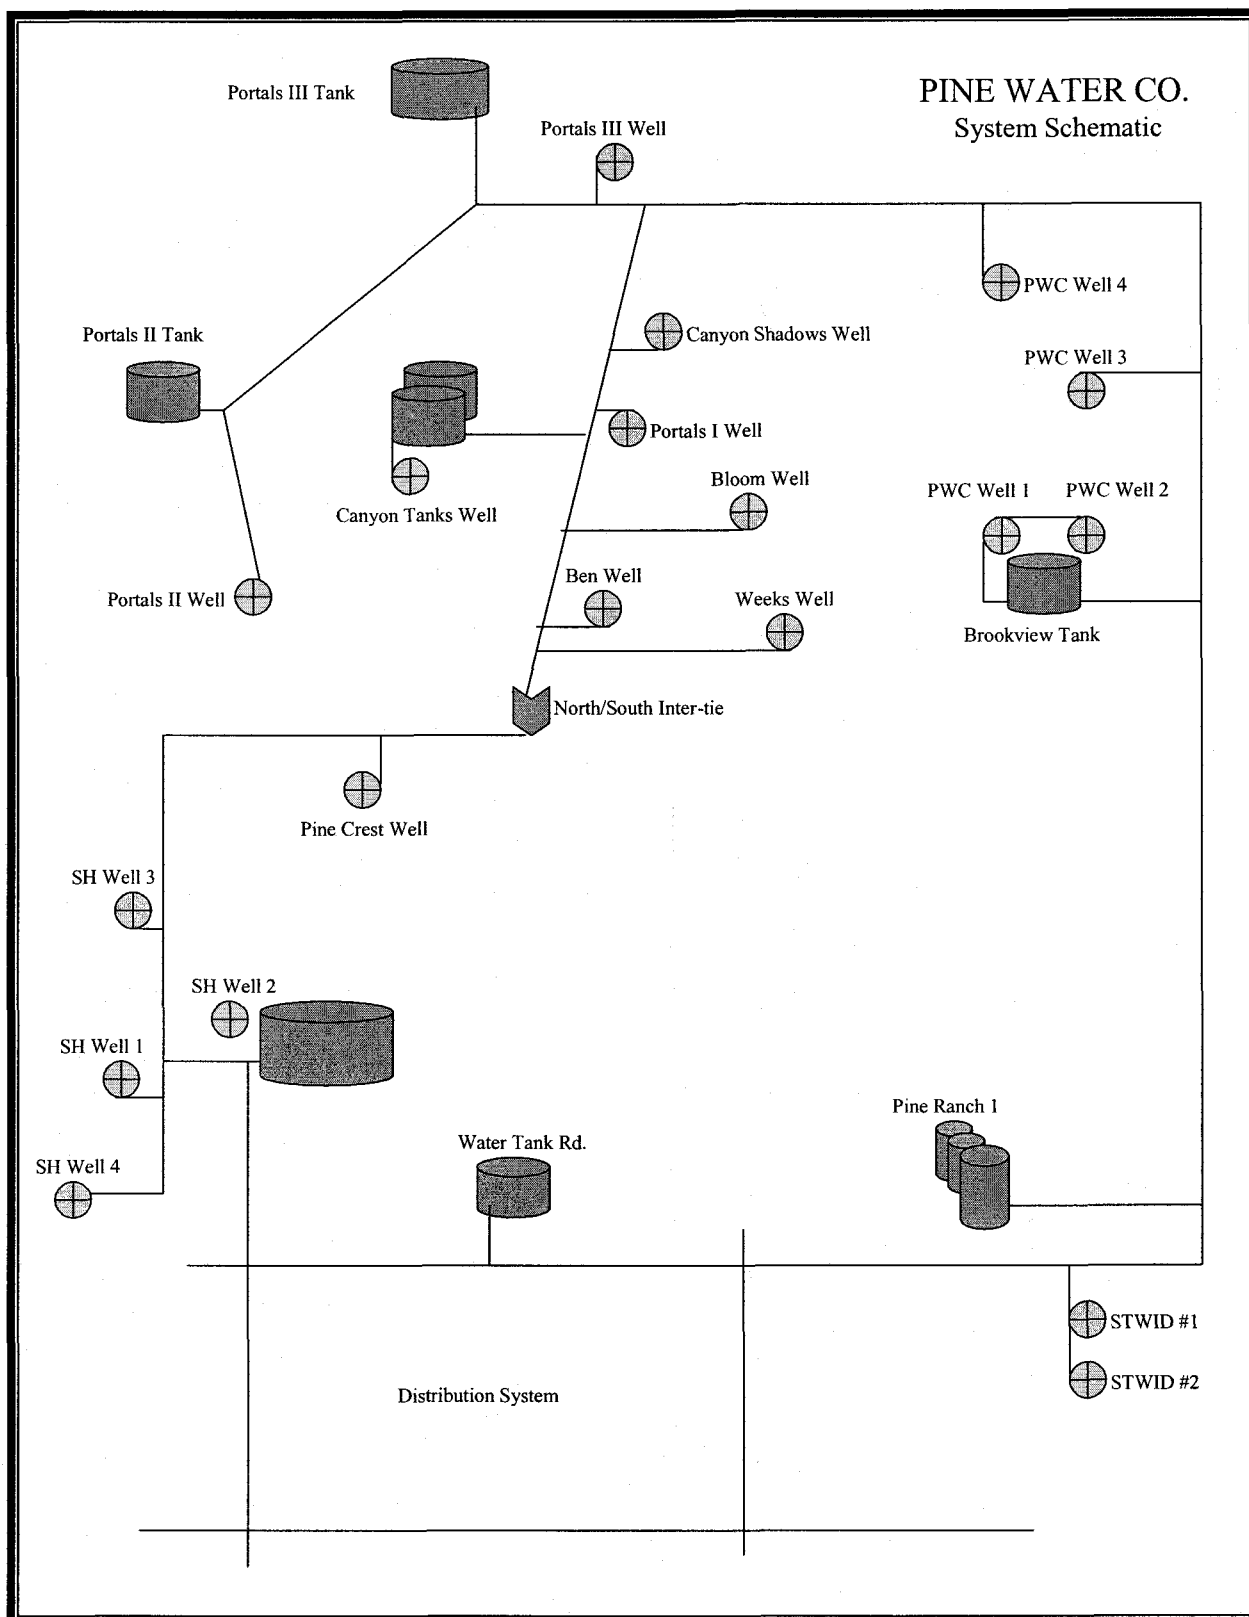 PINE WATER CO.
System Schematic
Portals III Tank
Portals III Well
PWC Well 4
Portals II Tank
Canyon Shadows Well
PWC Well 3
Portals I Well
Bloom Well
PWC Well 1
PWC Well 2
Canyon Tanks Well
Ben Well
Weeks Well
Portals II Well
Brookview Tank
North/South Inter-tie
Pine Crest Well
SH Well 3
SH Well 2
SH Well 1
Pine Ranch 1
Water Tank Rd.
SH Well 4
STWID #1
STWID #2
Distribution System